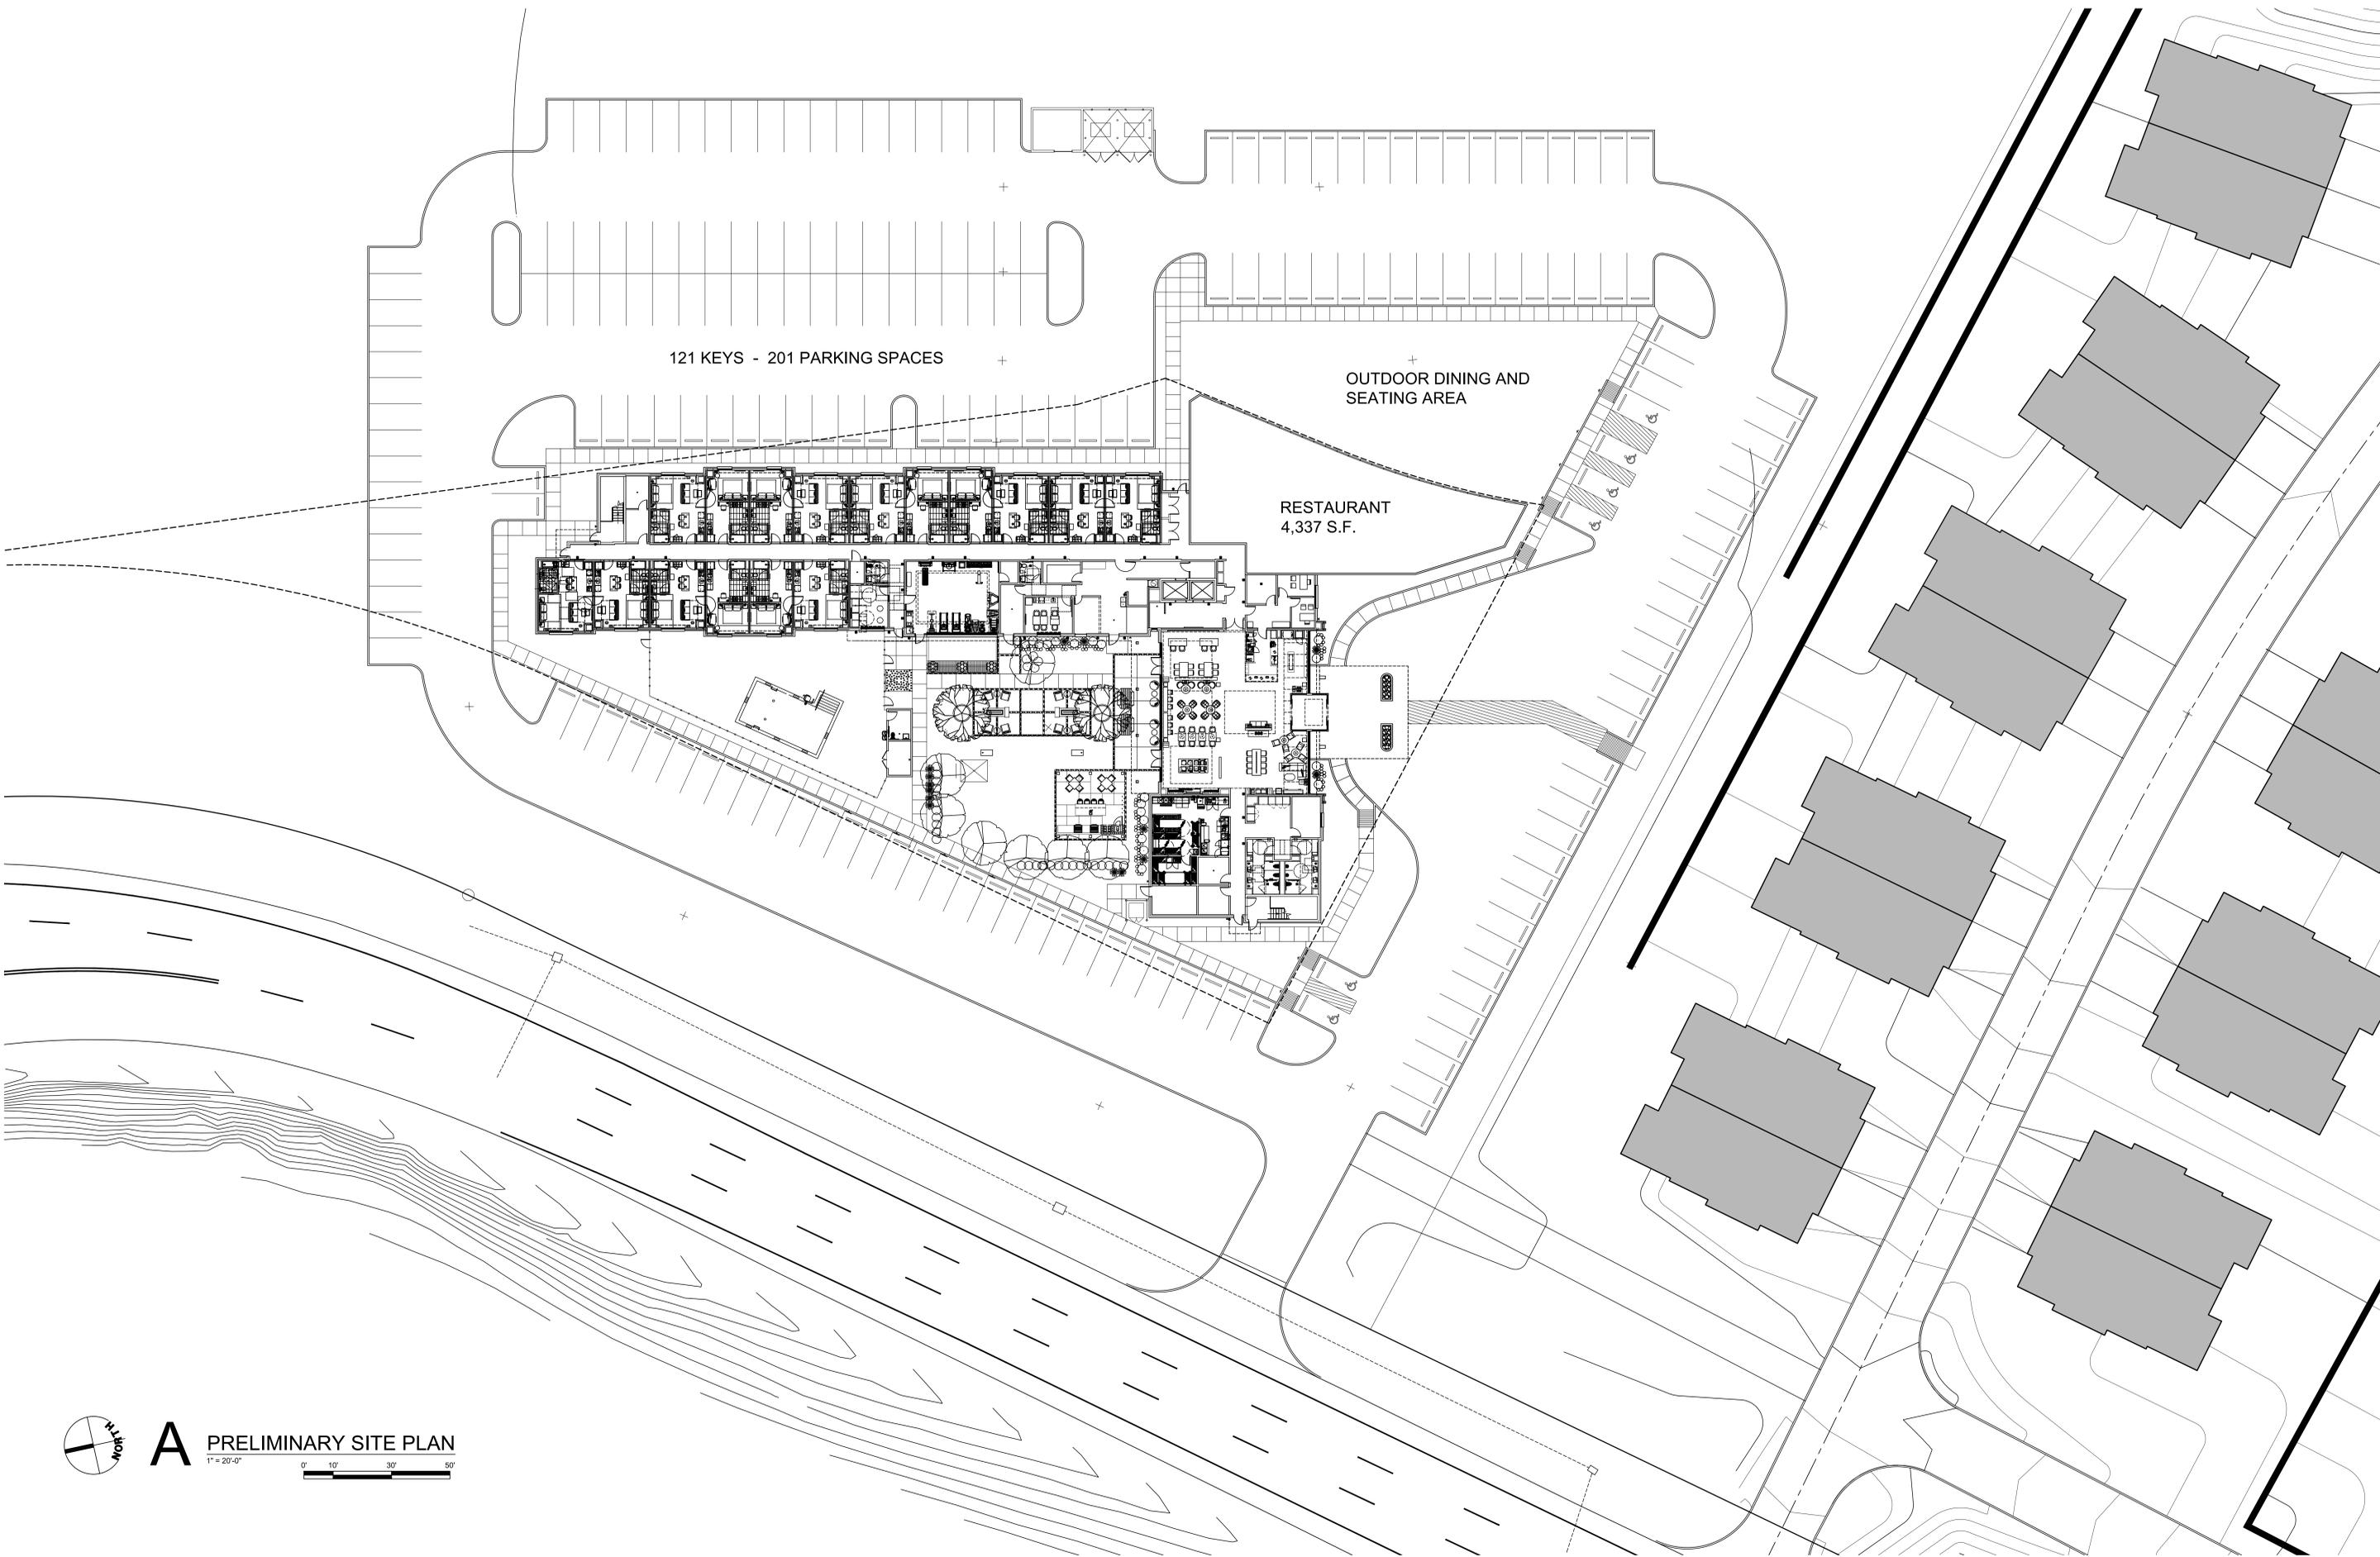 121 KEYS - 201 PARKING SPACES
OUTDOOR DINING AND
SEATING AREA
RESTAURANT
4,337 S.F.
NORTH
A
PRELIMINARY SITE PLAN
1" = 20'-0"
0' 10' 30' 50'